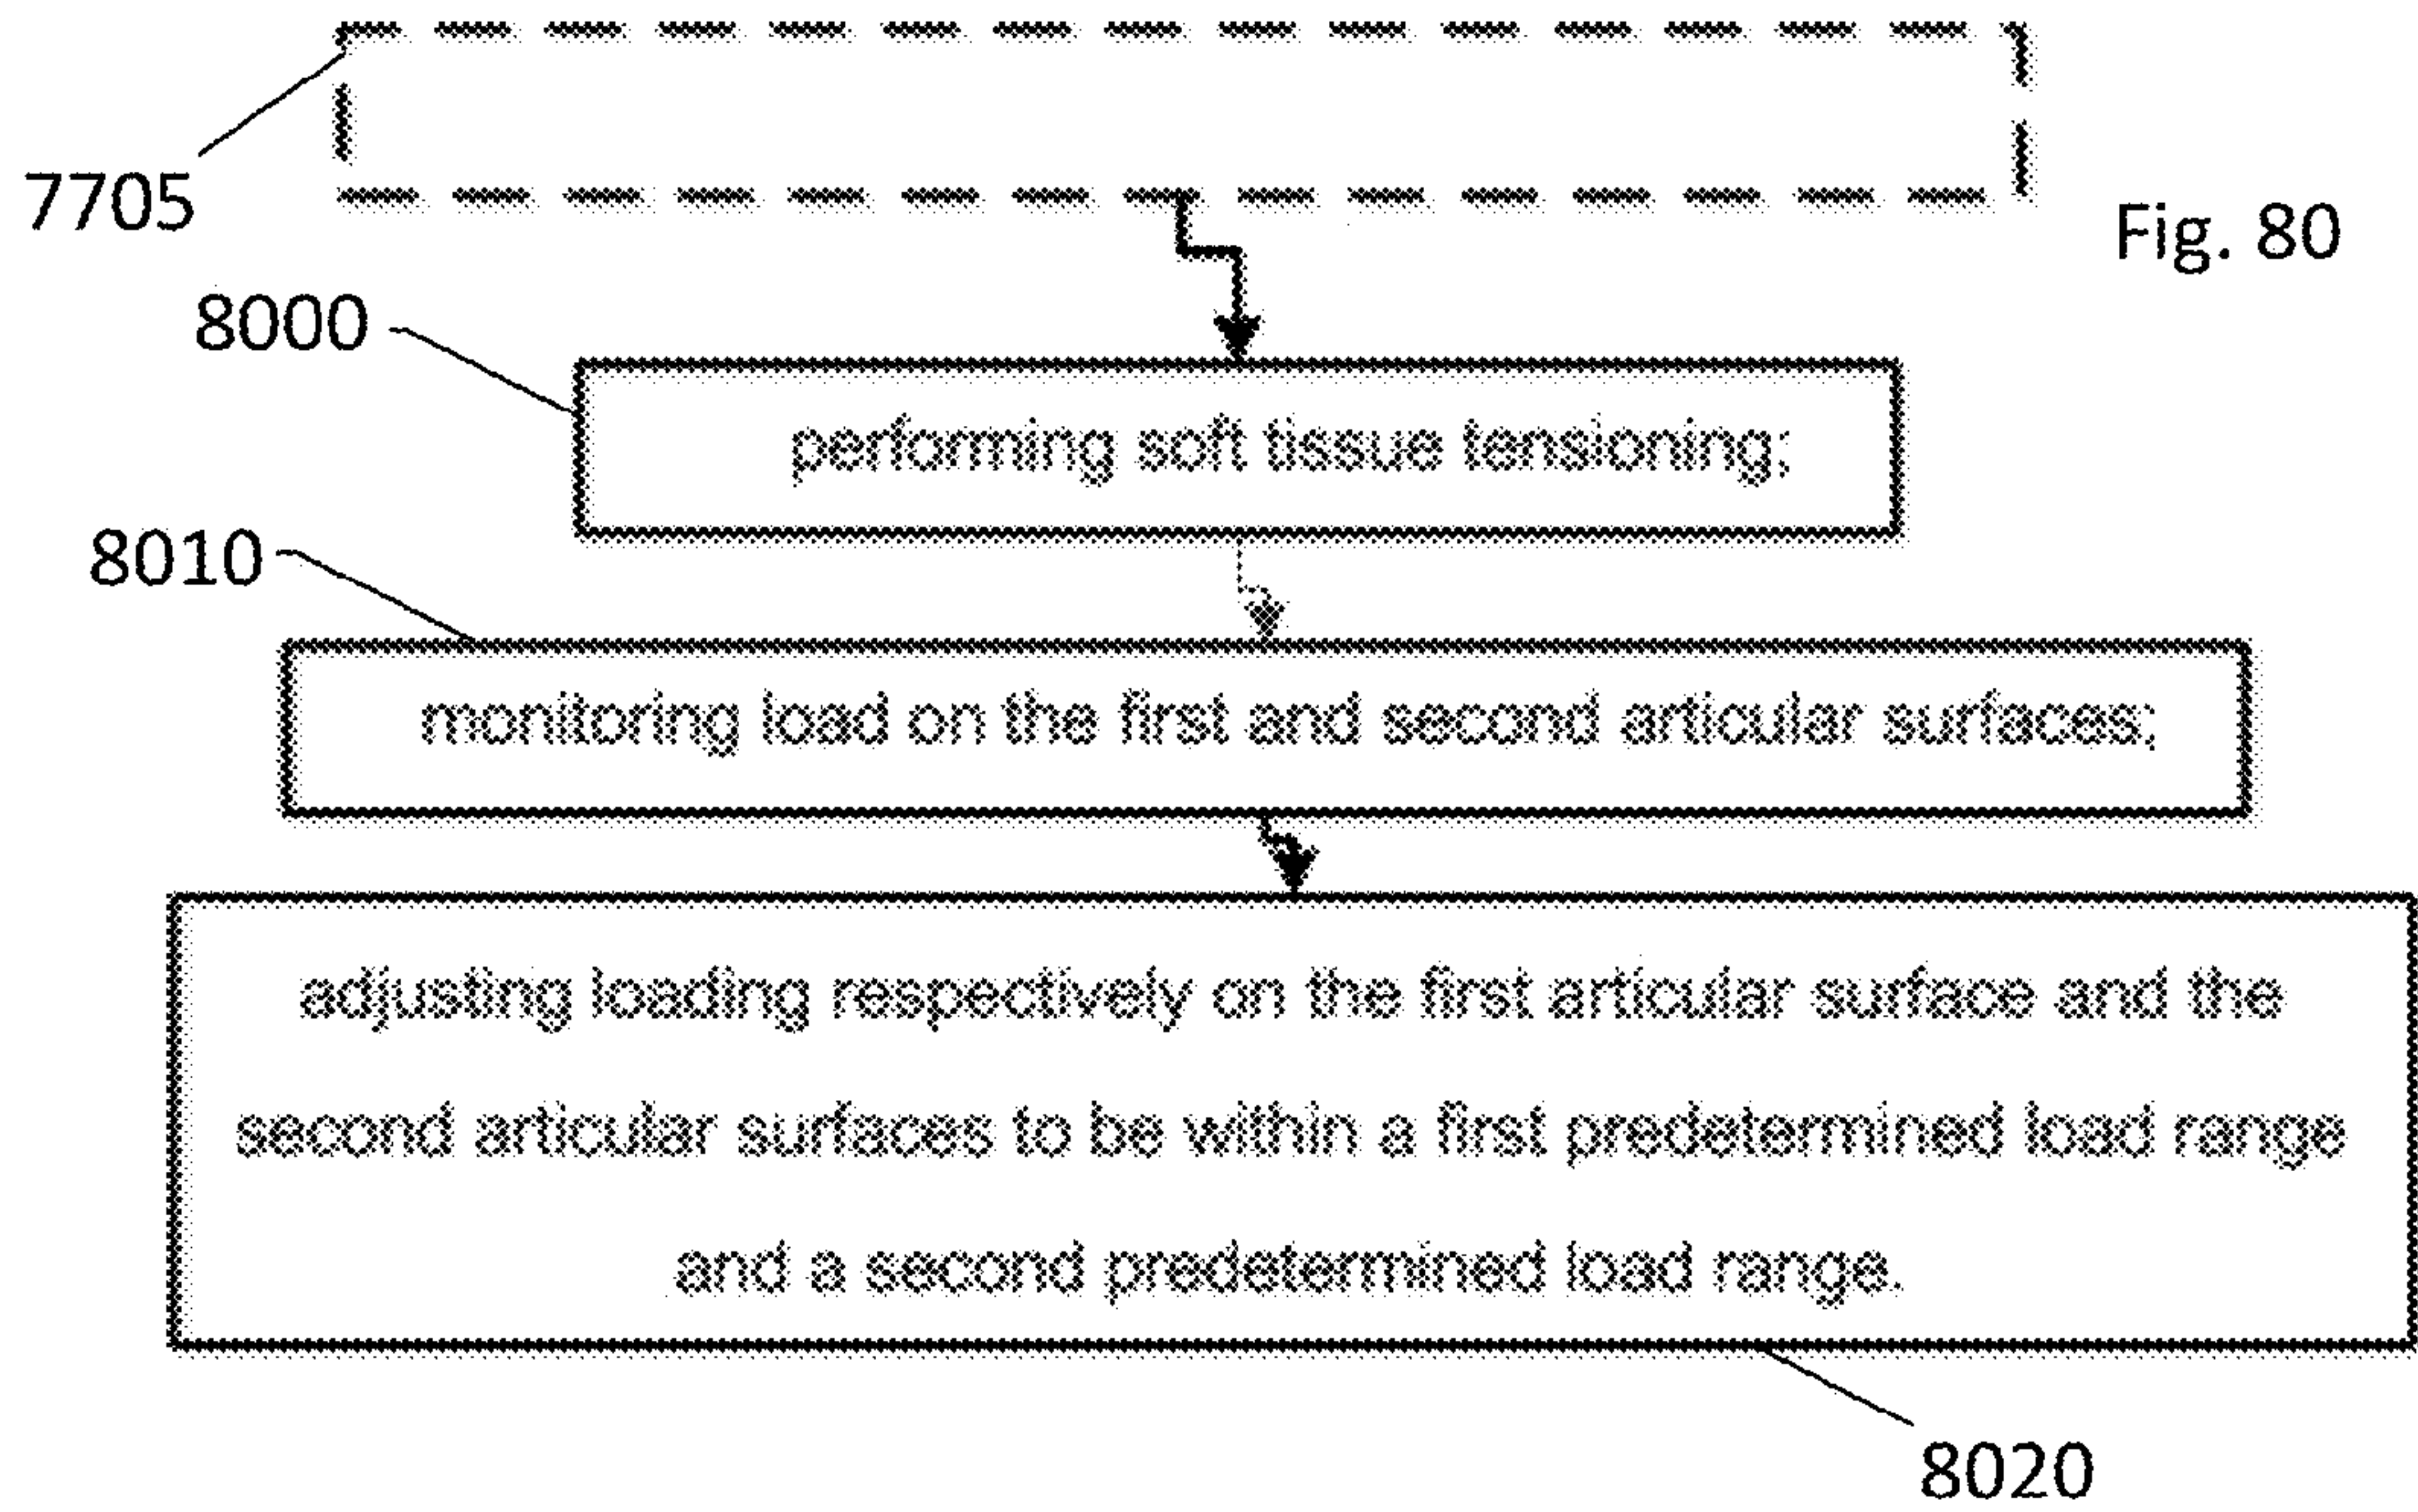 7705
Fig. 80
8000
performing soft tissue tensioning;
8010
monitoring load on the first and second articular surfaces;
adjusting loading respectively on the first articular surface and the
second articular surfaces to be within a first predetermined load range
and a second predetermined load range.
8020